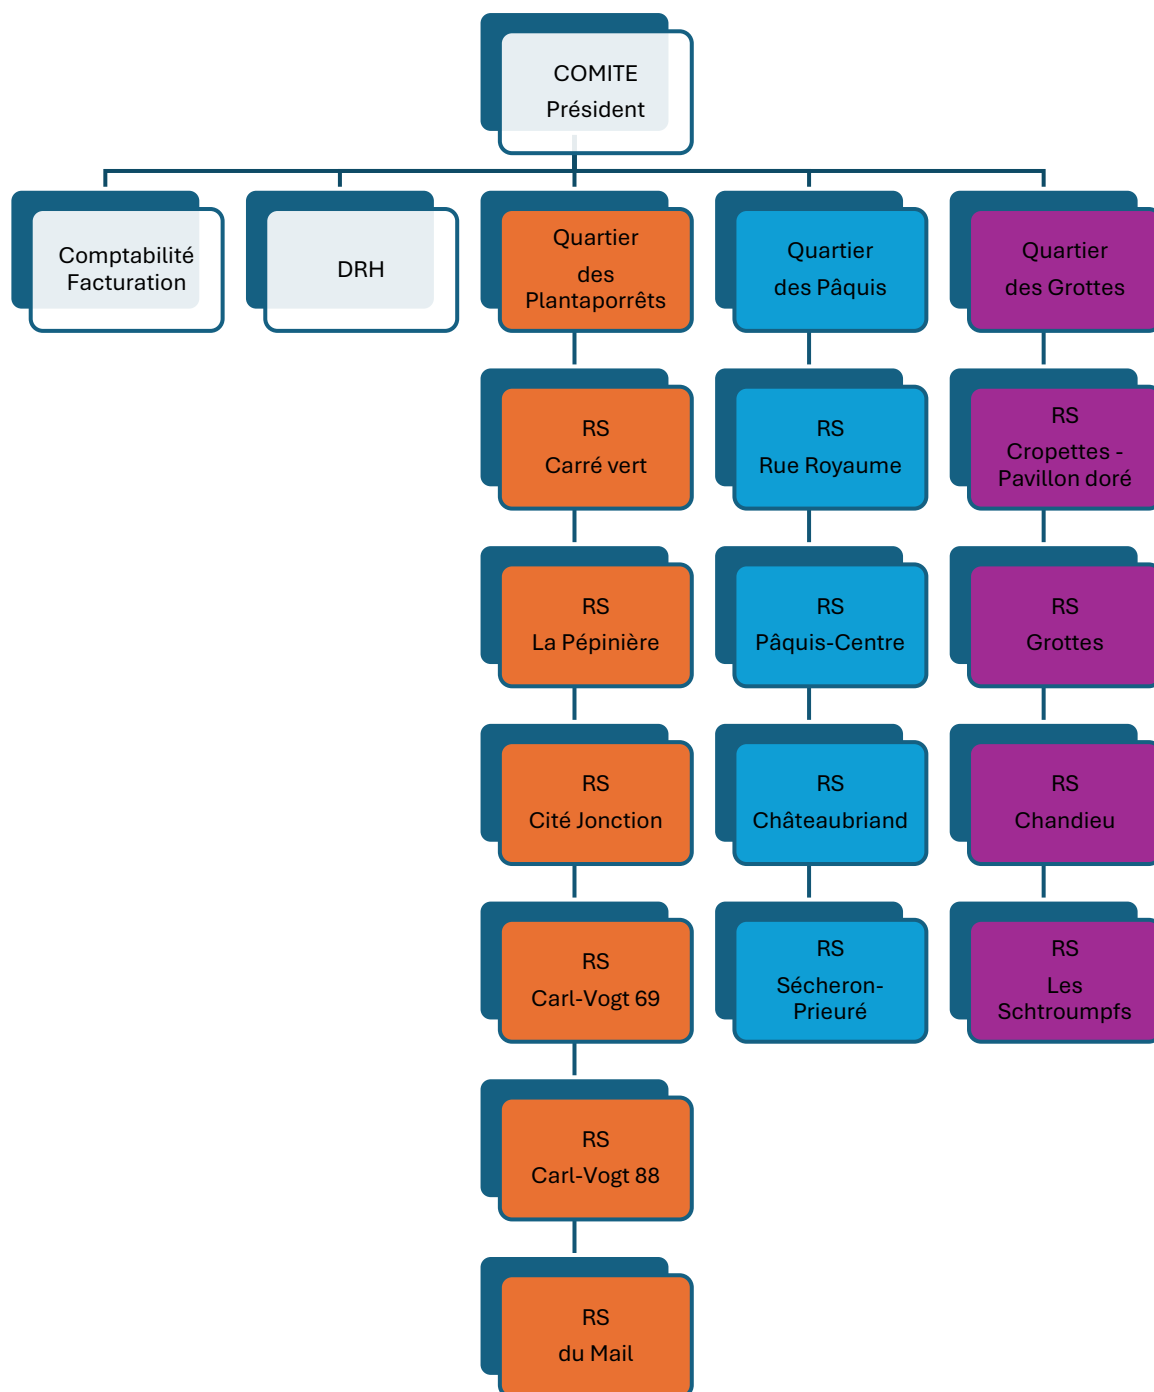 COMITE
Président
Comptabilité
Facturation
DRH
Quartier
des
Plantaporrêts
Quartier
des Pâquis
Quartier
des Grottes
RS
Carré vert
RS
Rue Royaume
RS
Cropettes -
Pavillon doré
RS
La Pépinière
RS
Pâquis-Centre
RS
Grottes
RS
Cité Jonction
RS
Châteaubriand
RS
Chandieu
RS
Carl-Vogt 69
RS
Sécheron-
Prieuré
RS
Les
Schtroumpfs
RS
Carl-Vogt 88
RS
du Mail